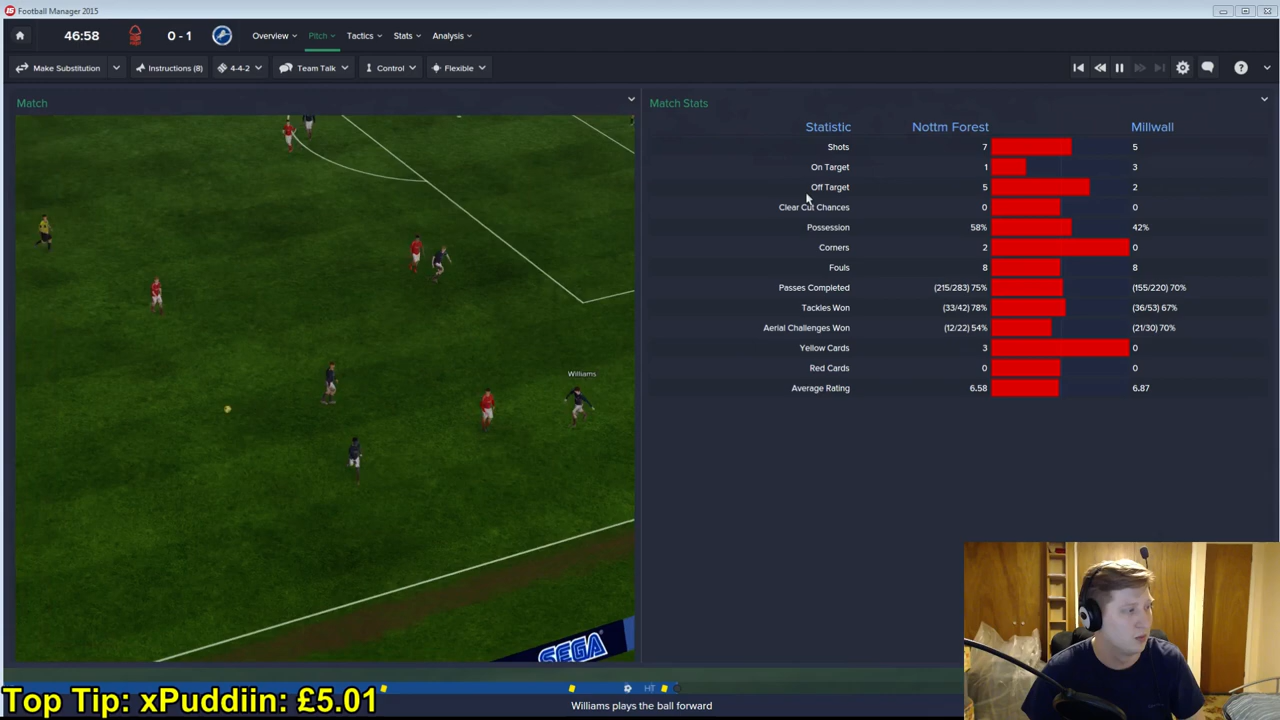 Football Manager 2015
46:58 0 - 1 Overview Pitch Tactics Stats Analysis
Make Substitution Instructions (8) 4-4-2 Team Talk Control Flexible ?
Match
Match Stats
Statistic Nottm Forest Millwall
Shots 7 5
On Target 1 3
Off Target 5 2
Clear Cut Chances 0 0
Possession 58% 42%
Corners 2 0
Fouls 8 8
Passes Completed (215/283) 75% (155/220) 70%
Tackles Won (33/42) 78% (36/53) 67%
Aerial Challenges Won (12/22) 54% (21/30) 70%
Yellow Cards 3 0
Red Cards 0 0
Average Rating 6.58 6.87
Williams
SEGA
HT
Top Tip: xPuddiin: £5.01
Williams plays the ball forward